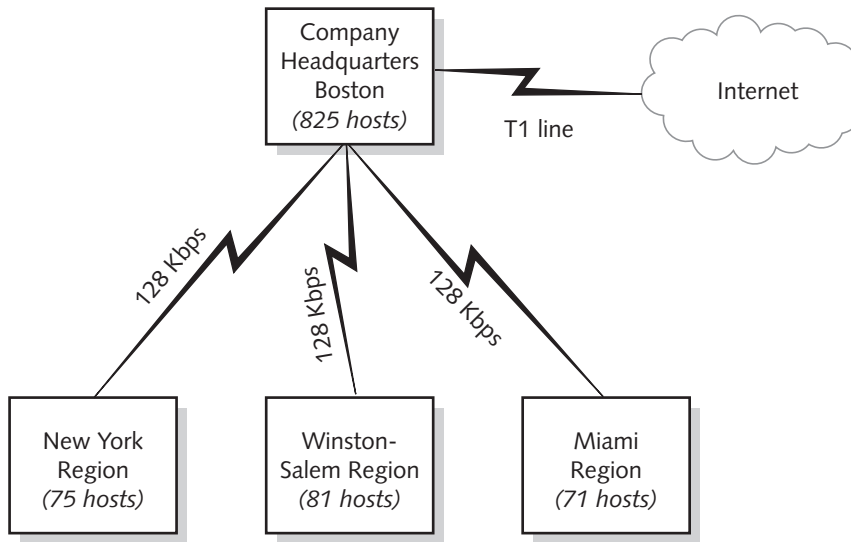 Company
Headquarters
Boston
(825 hosts)
Internet
T1 line
128 Kbps
128 Kbps
128 Kbps
New York
Region
(75 hosts)
Winston-
Salem Region
(81 hosts)
Miami
Region
(71 hosts)